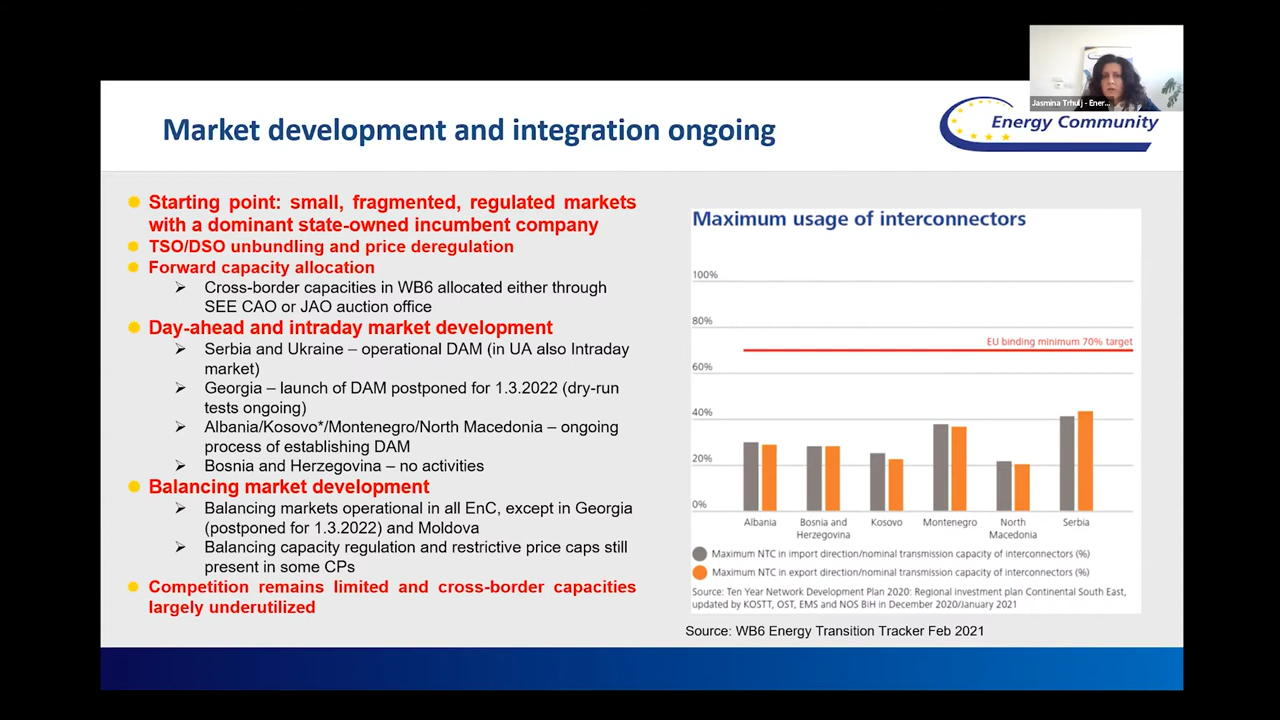 Jasmina Trhulj - Ener...
Energy Community
Market development and integration ongoing
Starting point: small, fragmented, regulated markets
with a dominant state-owned incumbent company
TSO/DSO unbundling and price deregulation
Forward capacity allocation
Cross-border capacities in WB6 allocated either through
SEE CAO or JAO auction office
Day-ahead and intraday market development
Serbia and Ukraine – operational DAM (in UA also Intraday
market)
Georgia – launch of DAM postponed for 1.3.2022 (dry-run
tests ongoing)
Albania/Kosovo*/Montenegro/North Macedonia – ongoing
process of establishing DAM
Bosnia and Herzegovina – no activities
Balancing market development
Balancing markets operational in all EnC, except in Georgia
(postponed for 1.3.2022) and Moldova
Balancing capacity regulation and restrictive price caps still
present in some CPs
Competition remains limited and cross-border capacities
largely underutilized
Maximum usage of interconnectors
100%
80%
EU binding minimum 70% target
60%
40%
20%
0%
Albania
Bosnia and
Herzegovina
Kosovo
Montenegro
North
Macedonia
Serbia
Maximum NTC in import direction/nominal transmission capacity of interconnectors (%)
Maximum NTC in export direction/nominal transmission capacity of interconnectors (%)
Source: Ten Year Network Development Plan 2020: Regional investment plan Continental South East,
updated by KOSTT, OST, EMS and NOS BiH in December 2020/January 2021
Source: WB6 Energy Transition Tracker Feb 2021